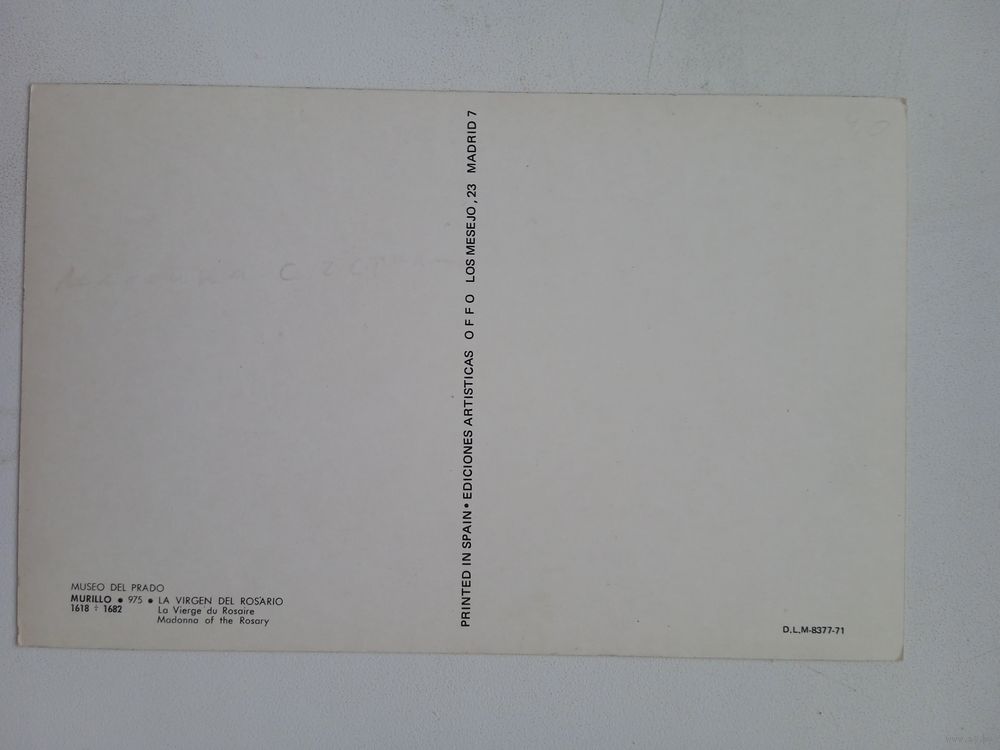 MUSEO DEL PRADO
MURILLO • 975 • LA VIRGEN DEL ROSARIO
1618 ÷ 1682 La Vierge du Rosaire
Madonna of the Rosary
PRINTED IN SPAIN • EDICIONES ARTISTICAS OFFO LOS MESEJO, 23 MADRID 7
D.L.M-8377-71